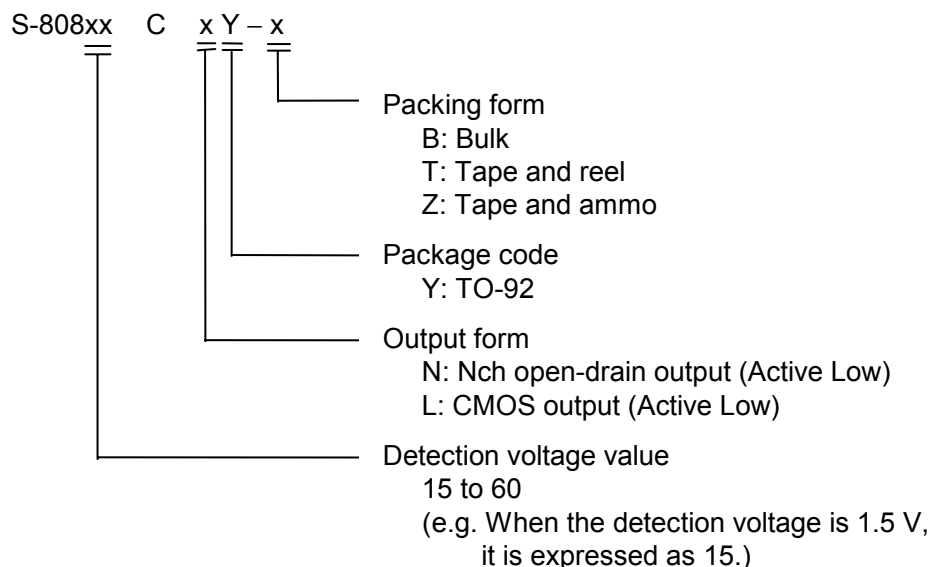 S-808xx C x Y – x
Packing form
B: Bulk
T: Tape and reel
Z: Tape and ammo
Package code
Y: TO-92
Output form
N: Nch open-drain output (Active Low)
L: CMOS output (Active Low)
Detection voltage value
15 to 60
(e.g. When the detection voltage is 1.5 V,
it is expressed as 15.)